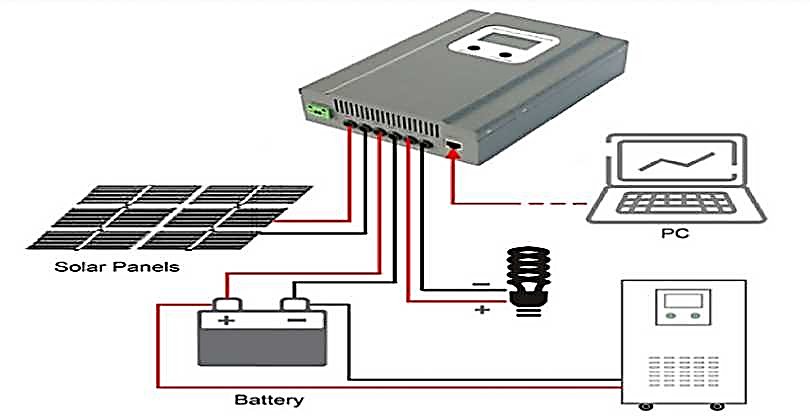 PC
Solar Panels
−
+
+ −
Battery